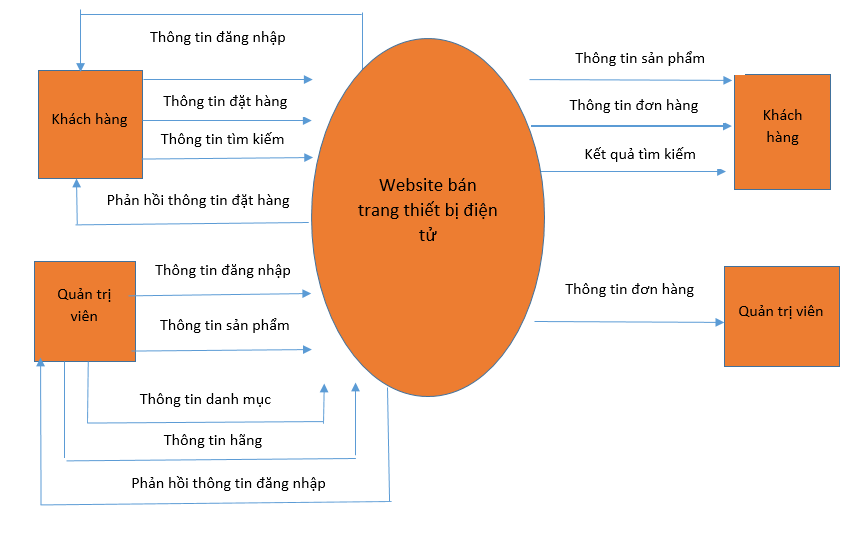 Thông tin đăng nhập
Thông tin sản phẩm
Khách hàng
Thông tin đặt hàng
Thông tin đơn hàng
Khách
hàng
Thông tin tìm kiếm
Kết quả tìm kiếm
Website bán
trang thiết bị điện
tử
Phản hồi thông tin đặt hàng
Thông tin đăng nhập
Quản trị
viên
Thông tin đơn hàng
Thông tin sản phẩm
Quản trị viên
Thông tin danh mục
Thông tin hãng
Phản hồi thông tin đăng nhập